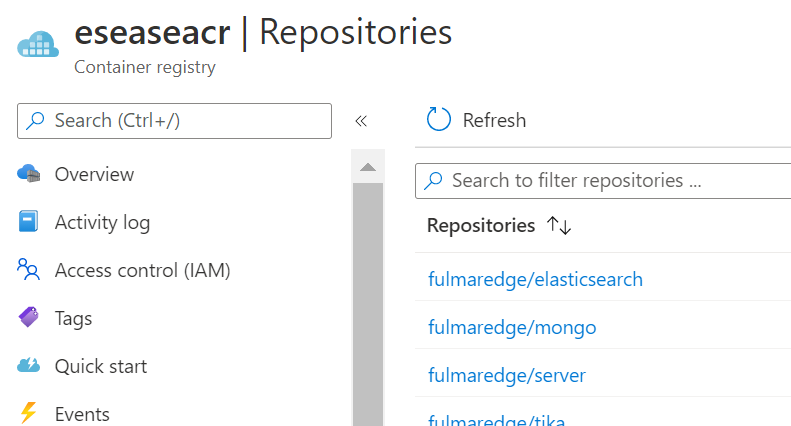 eseaseacr | Repositories
Container registry
Search (Ctrl+/)
«
Refresh
Overview
Activity log
Access control (IAM)
Tags
Quick start
Events
Search to filter repositories ...
Repositories ↑↓
fulmaredge/elasticsearch
fulmaredge/mongo
fulmaredge/server
fulmaredge/tika